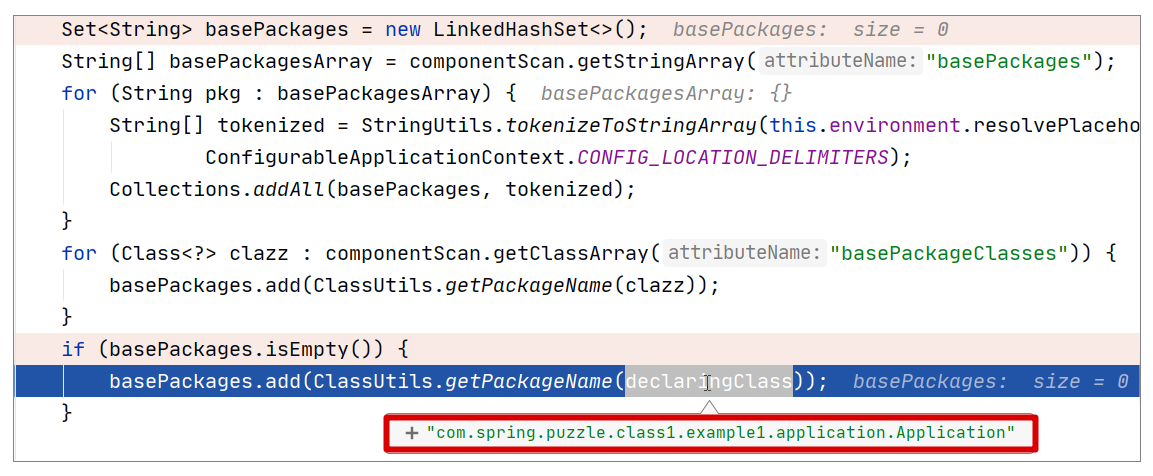 Set<String> basePackages = new LinkedHashSet<>();  basePackages:  size = 0
String[] basePackagesArray = componentScan.getStringArray( attributeName: "basePackages");
for (String pkg : basePackagesArray) {  basePackagesArray: {}
String[] tokenized = StringUtils.tokenizeToStringArray(this.environment.resolvePlaceho
ConfigurableApplicationContext.CONFIG_LOCATION_DELIMITERS);
Collections.addAll(basePackages, tokenized);
}
for (Class<?> clazz : componentScan.getClassArray( attributeName: "basePackageClasses")) {
basePackages.add(ClassUtils.getPackageName(clazz));
}
if (basePackages.isEmpty()) {
basePackages.add(ClassUtils.getPackageName(declaringClass));  basePackages:  size = 0
}
+ "com.spring.puzzle.class1.example1.application.Application"